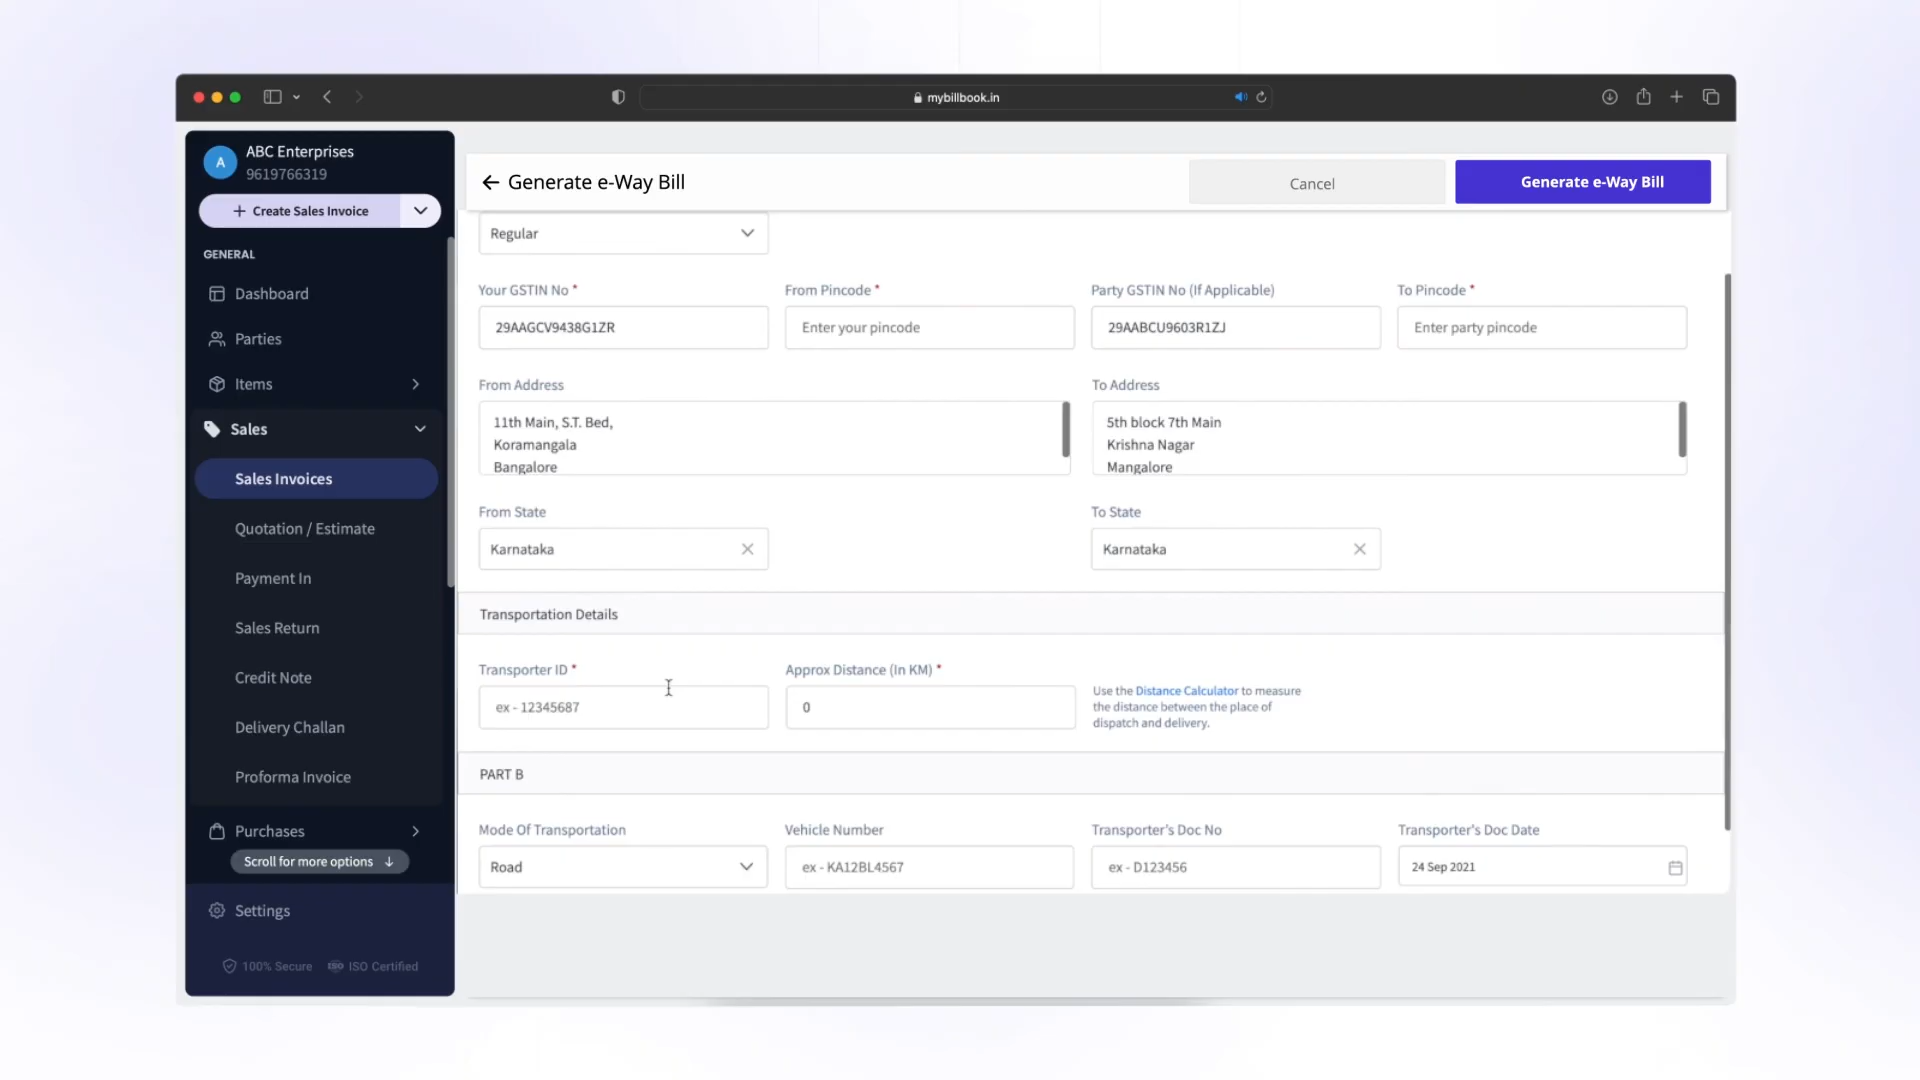 mybillbook.in
A
ABC Enterprises
9619766319
+ Create Sales Invoice
GENERAL
Dashboard
Parties
Items
Sales
Sales Invoices
Quotation / Estimate
Payment In
Sales Return
Credit Note
Delivery Challan
Proforma Invoice
Purchases
Scroll for more options ↓
Settings
100% Secure
ISO ISO Certified
← Generate e-Way Bill
Cancel
Generate e-Way Bill
Regular
Your GSTIN No *
29AAGCV9438G1ZR
From Pincode *
Enter your pincode
Party GSTIN No (If Applicable)
29AABCU9603R1ZJ
To Pincode *
Enter party pincode
From Address
11th Main, S.T. Bed,
Koramangala
Bangalore
To Address
5th block 7th Main
Krishna Nagar
Mangalore
From State
Karnataka
To State
Karnataka
Transportation Details
Transporter ID *
ex - 12345687
Approx Distance (In KM) *
0
Use the Distance Calculator to measure
the distance between the place of
dispatch and delivery.
PART B
Mode Of Transportation
Road
Vehicle Number
ex - KA12BL4567
Transporter's Doc No
ex - D123456
Transporter's Doc Date
24 Sep 2021